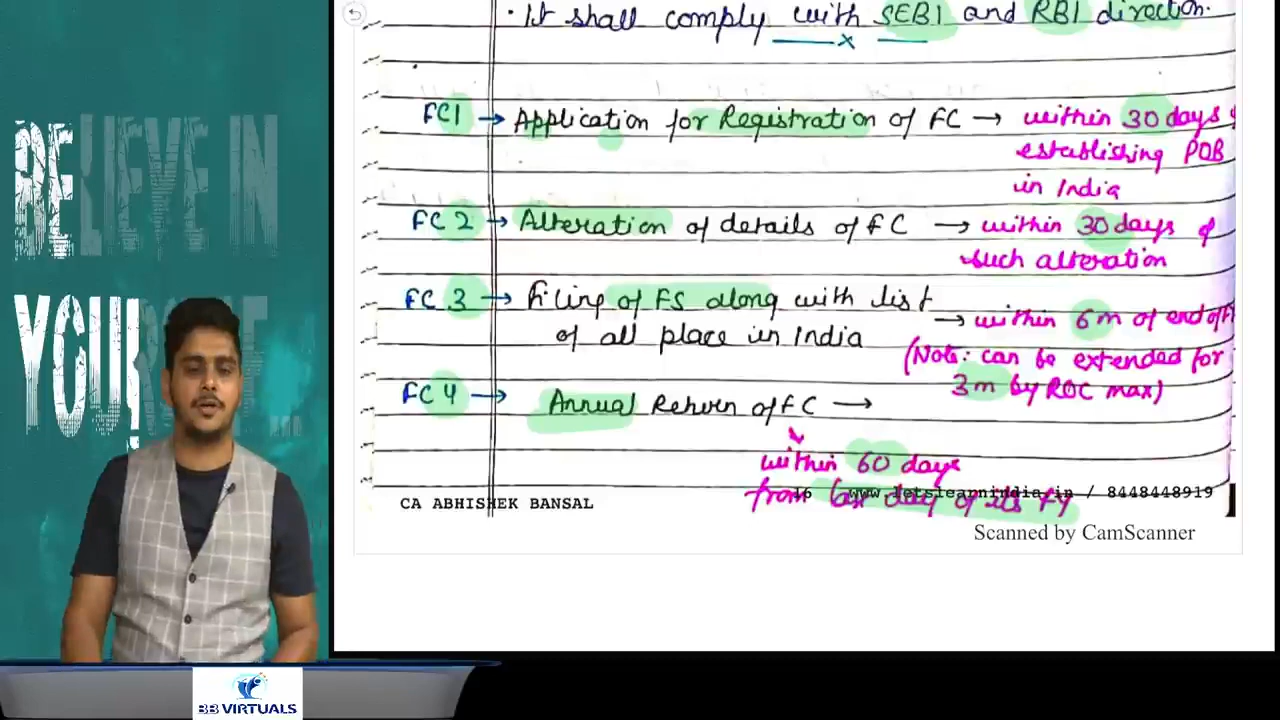 BELIEVE IN
YOUR
· It shall comply with SEBI and RBI direction.
FC1 → Application for Registration of FC → within 30 days
establishing POB
in India
FC 2 → Alteration of details of FC → within 30 days of
such alteration
FC 3 → Filing of FS along with list
of all place in India
→ within 6m of end of
(Note: can be extended for
3m by ROC max)
FC 4 → Annual Return of FC →
within 60 days
from last day of its FY
CA ABHISHEK BANSAL 16 www.letslearnindia.in / 8448448919
Scanned by CamScanner
BB VIRTUALS